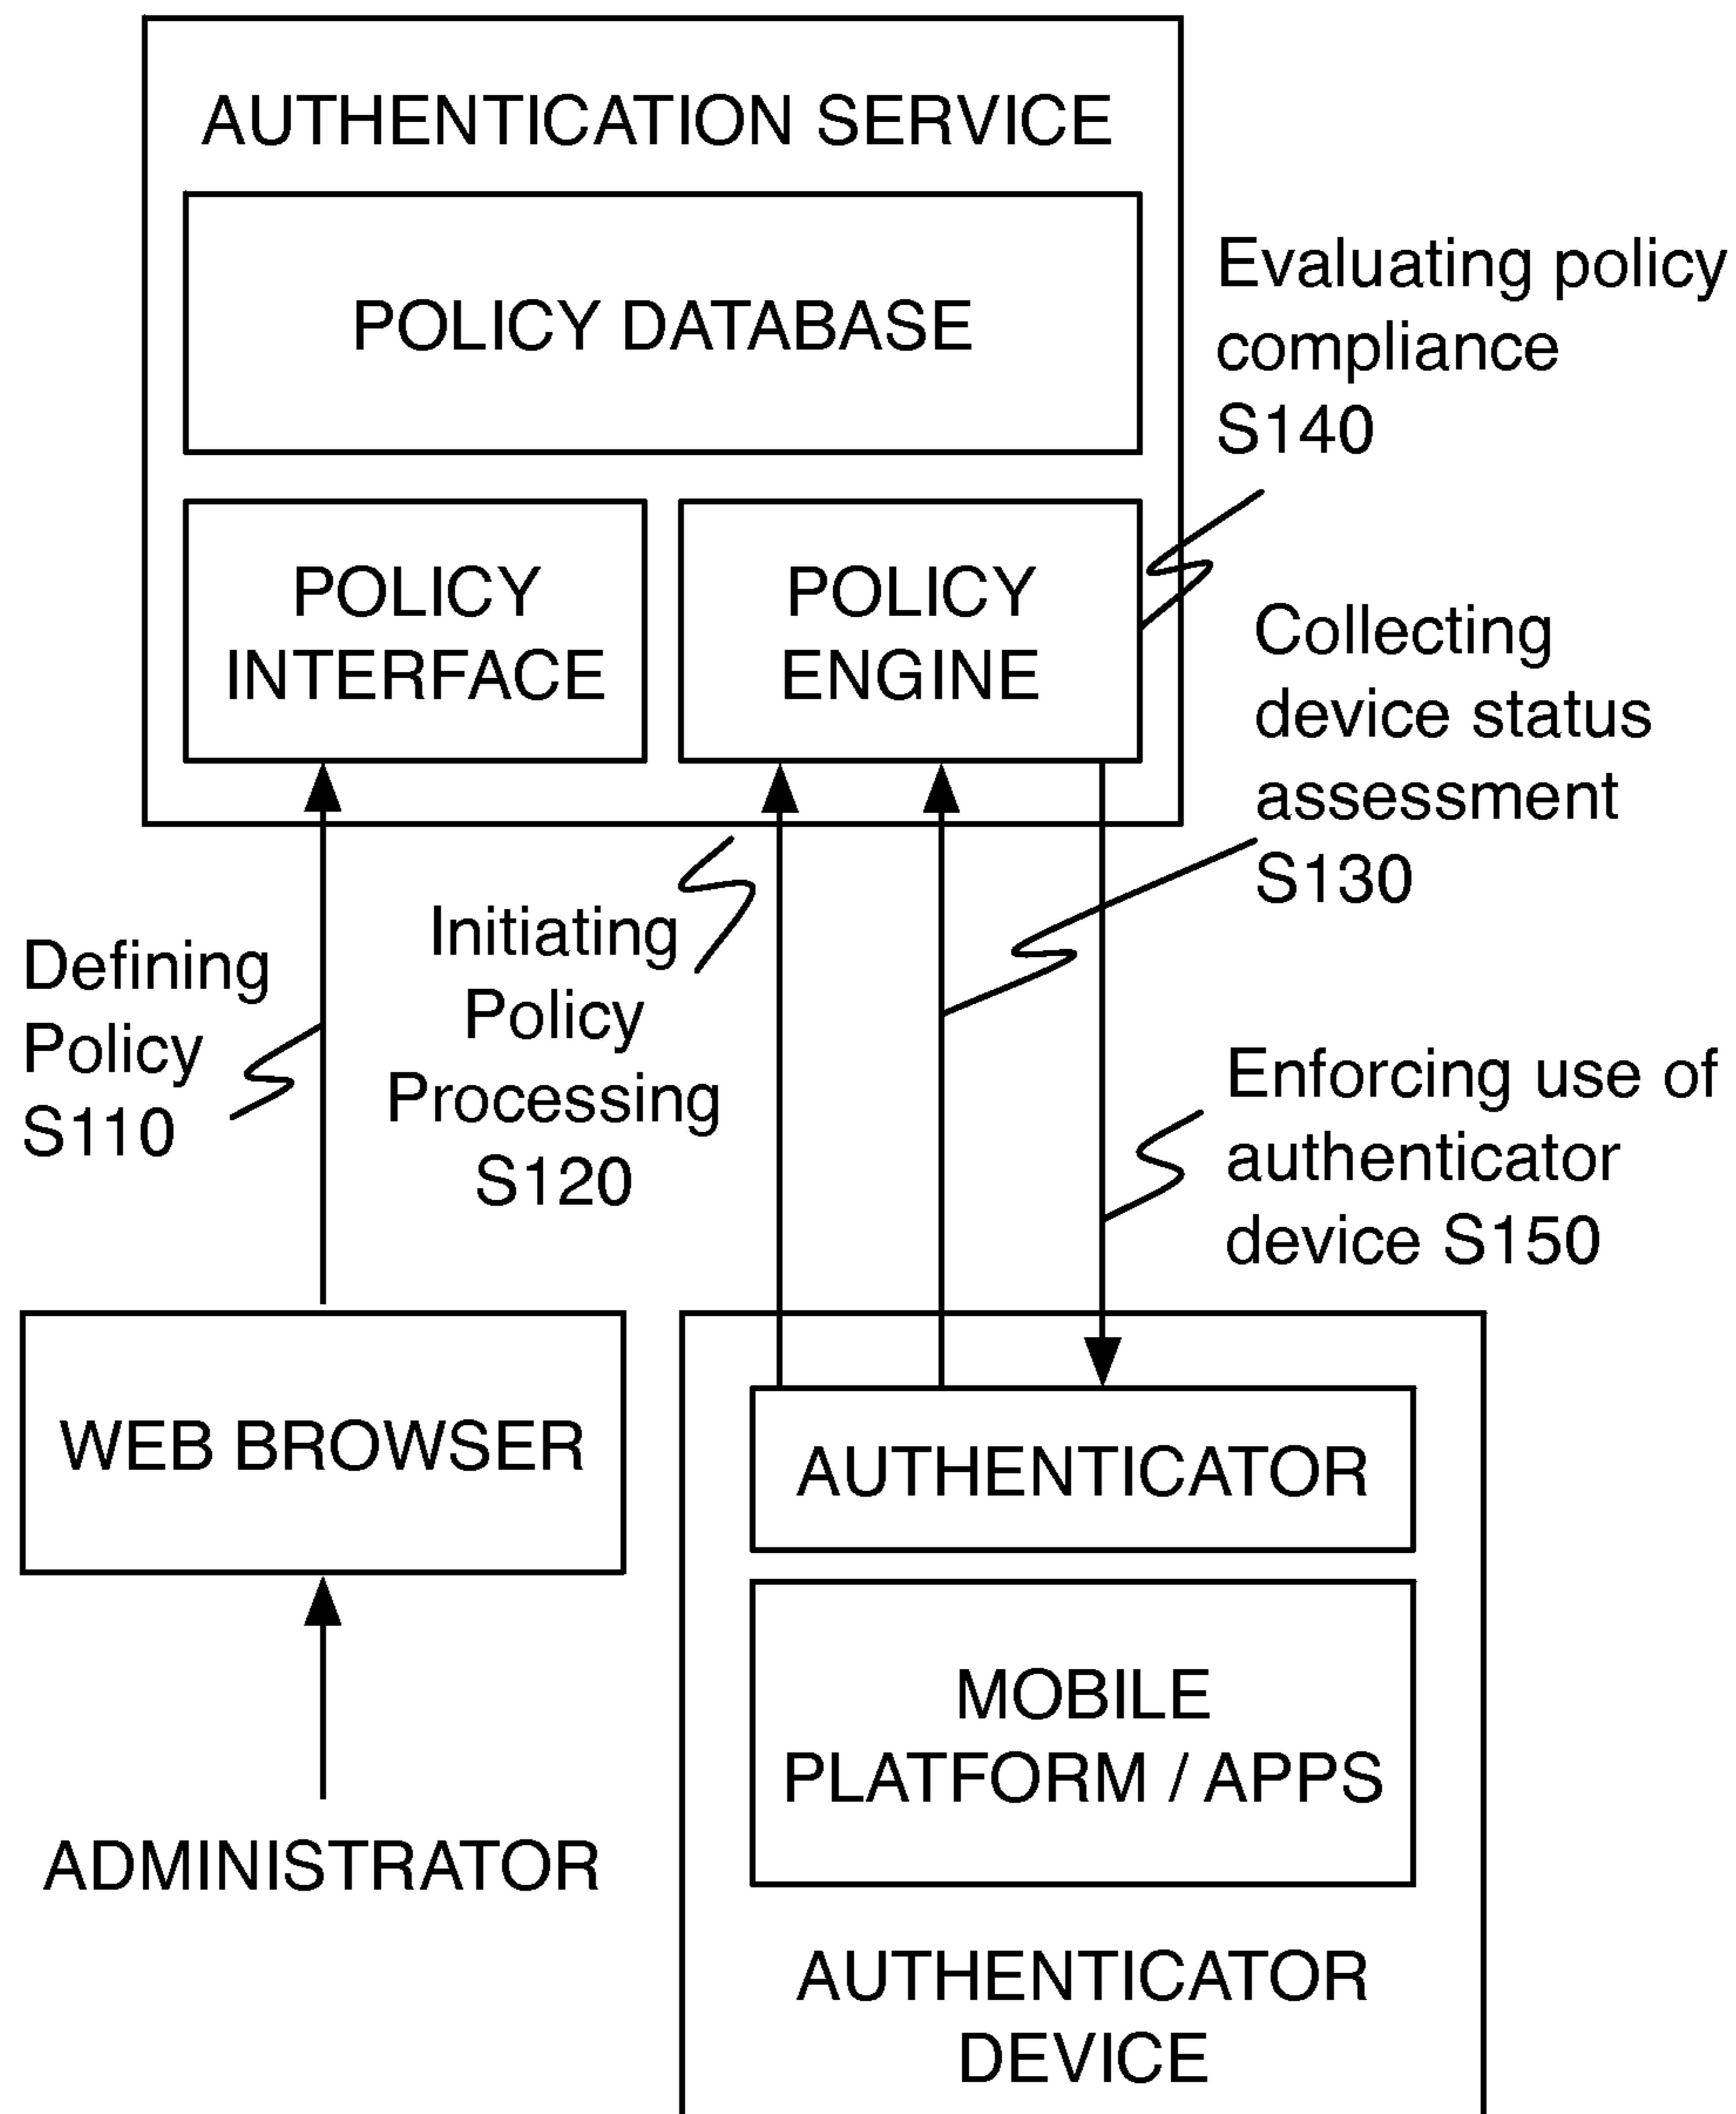 AUTHENTICATION SERVICE
POLICY DATABASE
Evaluating policy
compliance
S140
POLICY
INTERFACE
POLICY
ENGINE
Collecting
device status
assessment
S130
Initiating
Policy
Processing
S120
Defining
Policy
S110
Enforcing use of
authenticator
device S150
WEB BROWSER
AUTHENTICATOR
MOBILE
PLATFORM / APPS
ADMINISTRATOR
AUTHENTICATOR
DEVICE